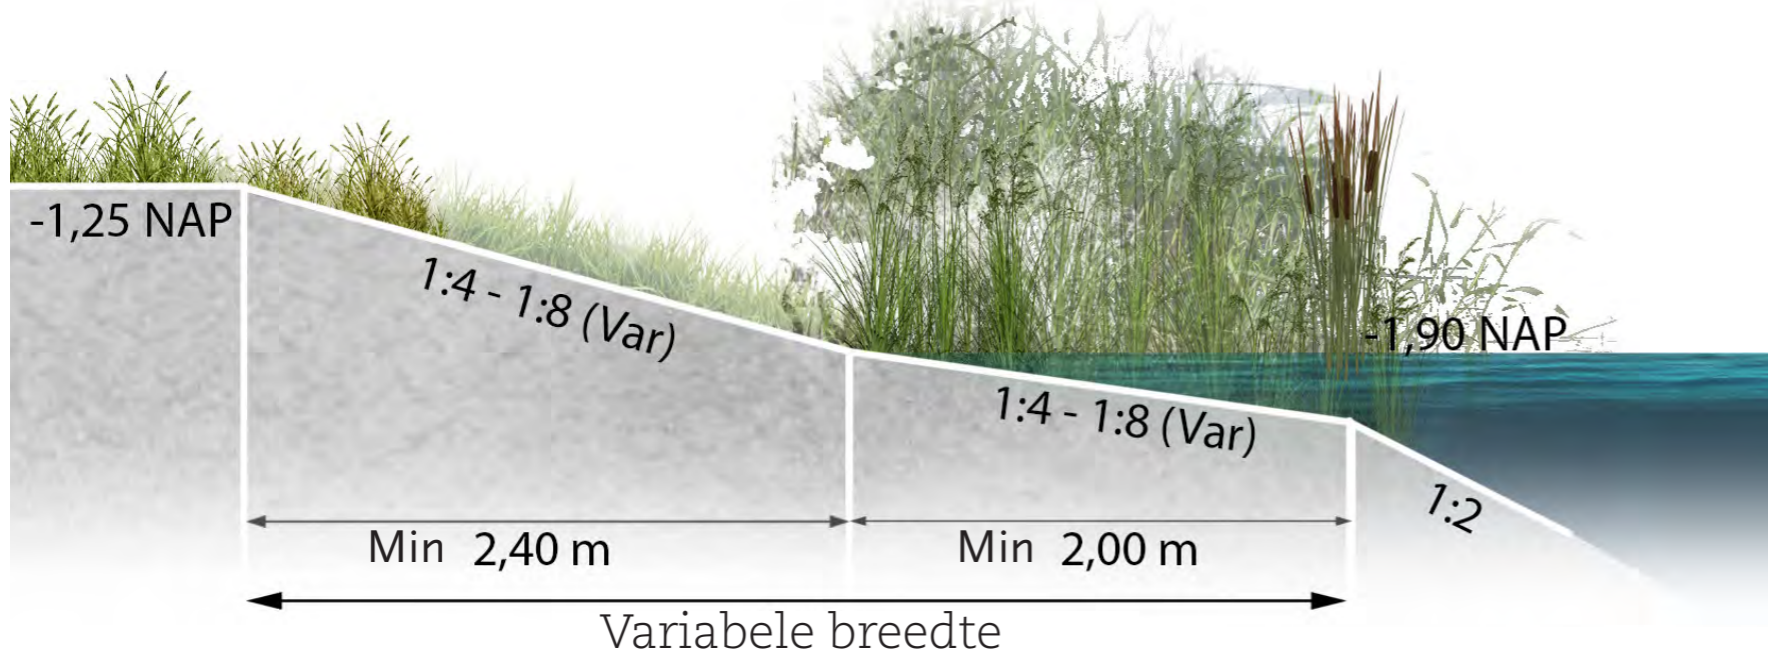 -1,25 NAP
1:4 - 1:8 (Var)
-1,90 NAP
1:4 - 1:8 (Var)
1:2
Min 2,40 m
Min 2,00 m
Variabele breedte